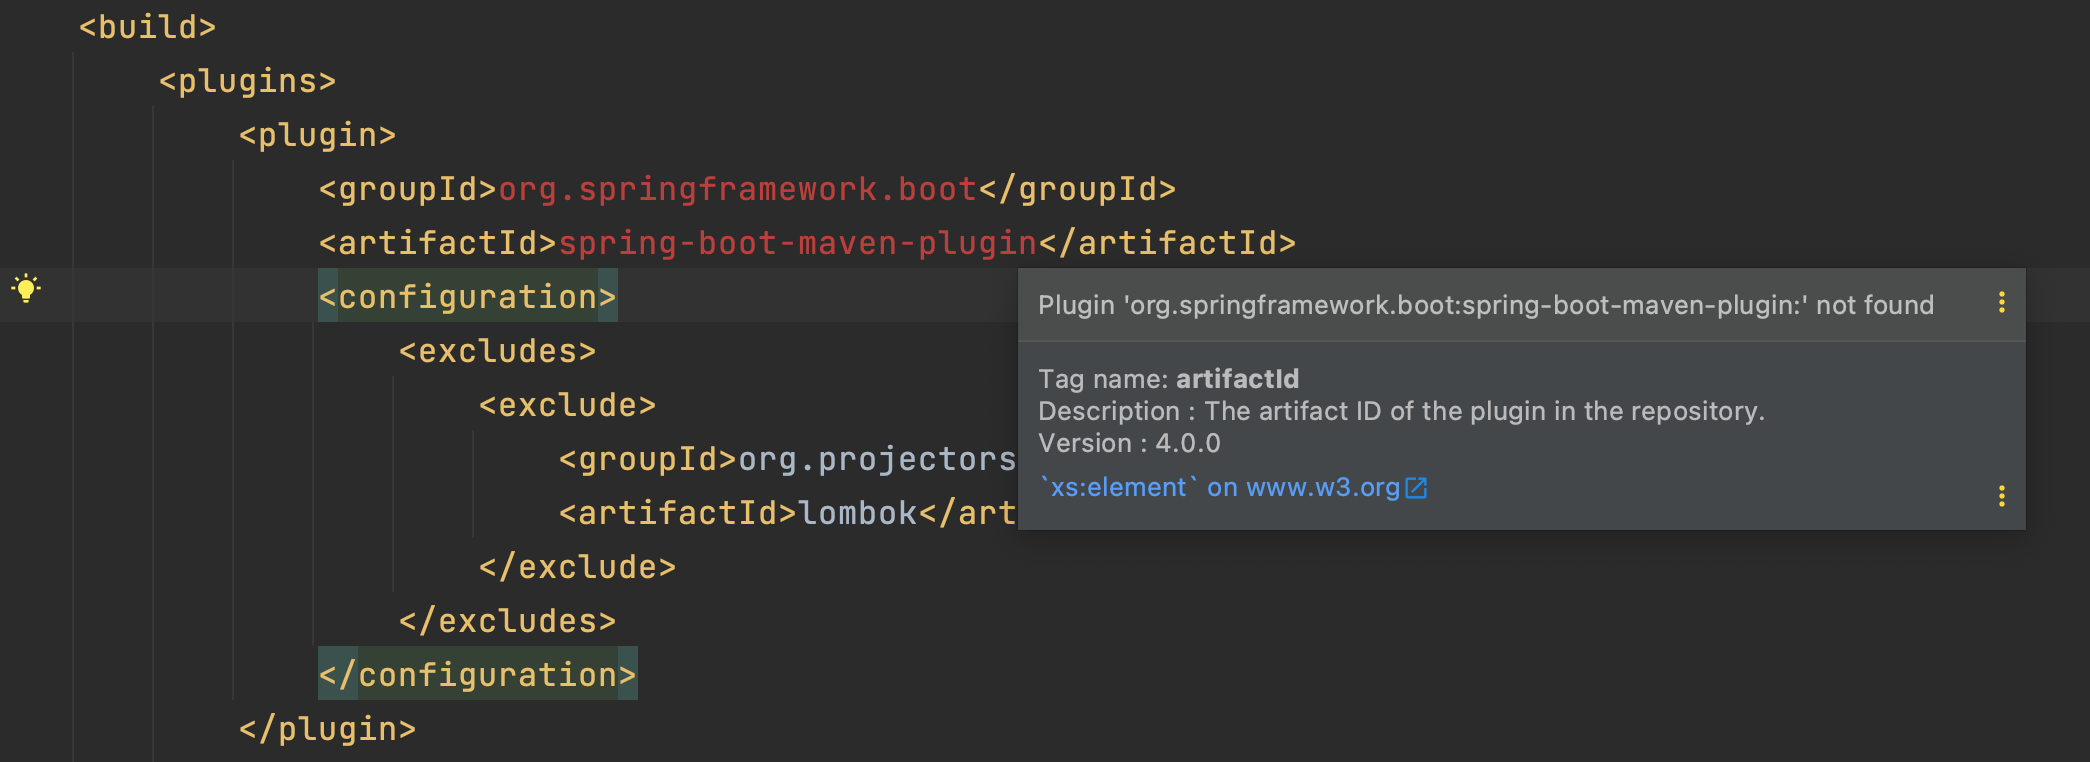 <build>
<plugins>
<plugin>
<groupId>org.springframework.boot</groupId>
<artifactId>spring-boot-maven-plugin</artifactId>
<configuration>
<excludes>
<exclude>
<groupId>org.projectors
<artifactId>lombok</art
</exclude>
</excludes>
</configuration>
</plugin>
Plugin 'org.springframework.boot:spring-boot-maven-plugin:' not found
Tag name: artifactId
Description : The artifact ID of the plugin in the repository.
Version : 4.0.0
`xs:element` on www.w3.org